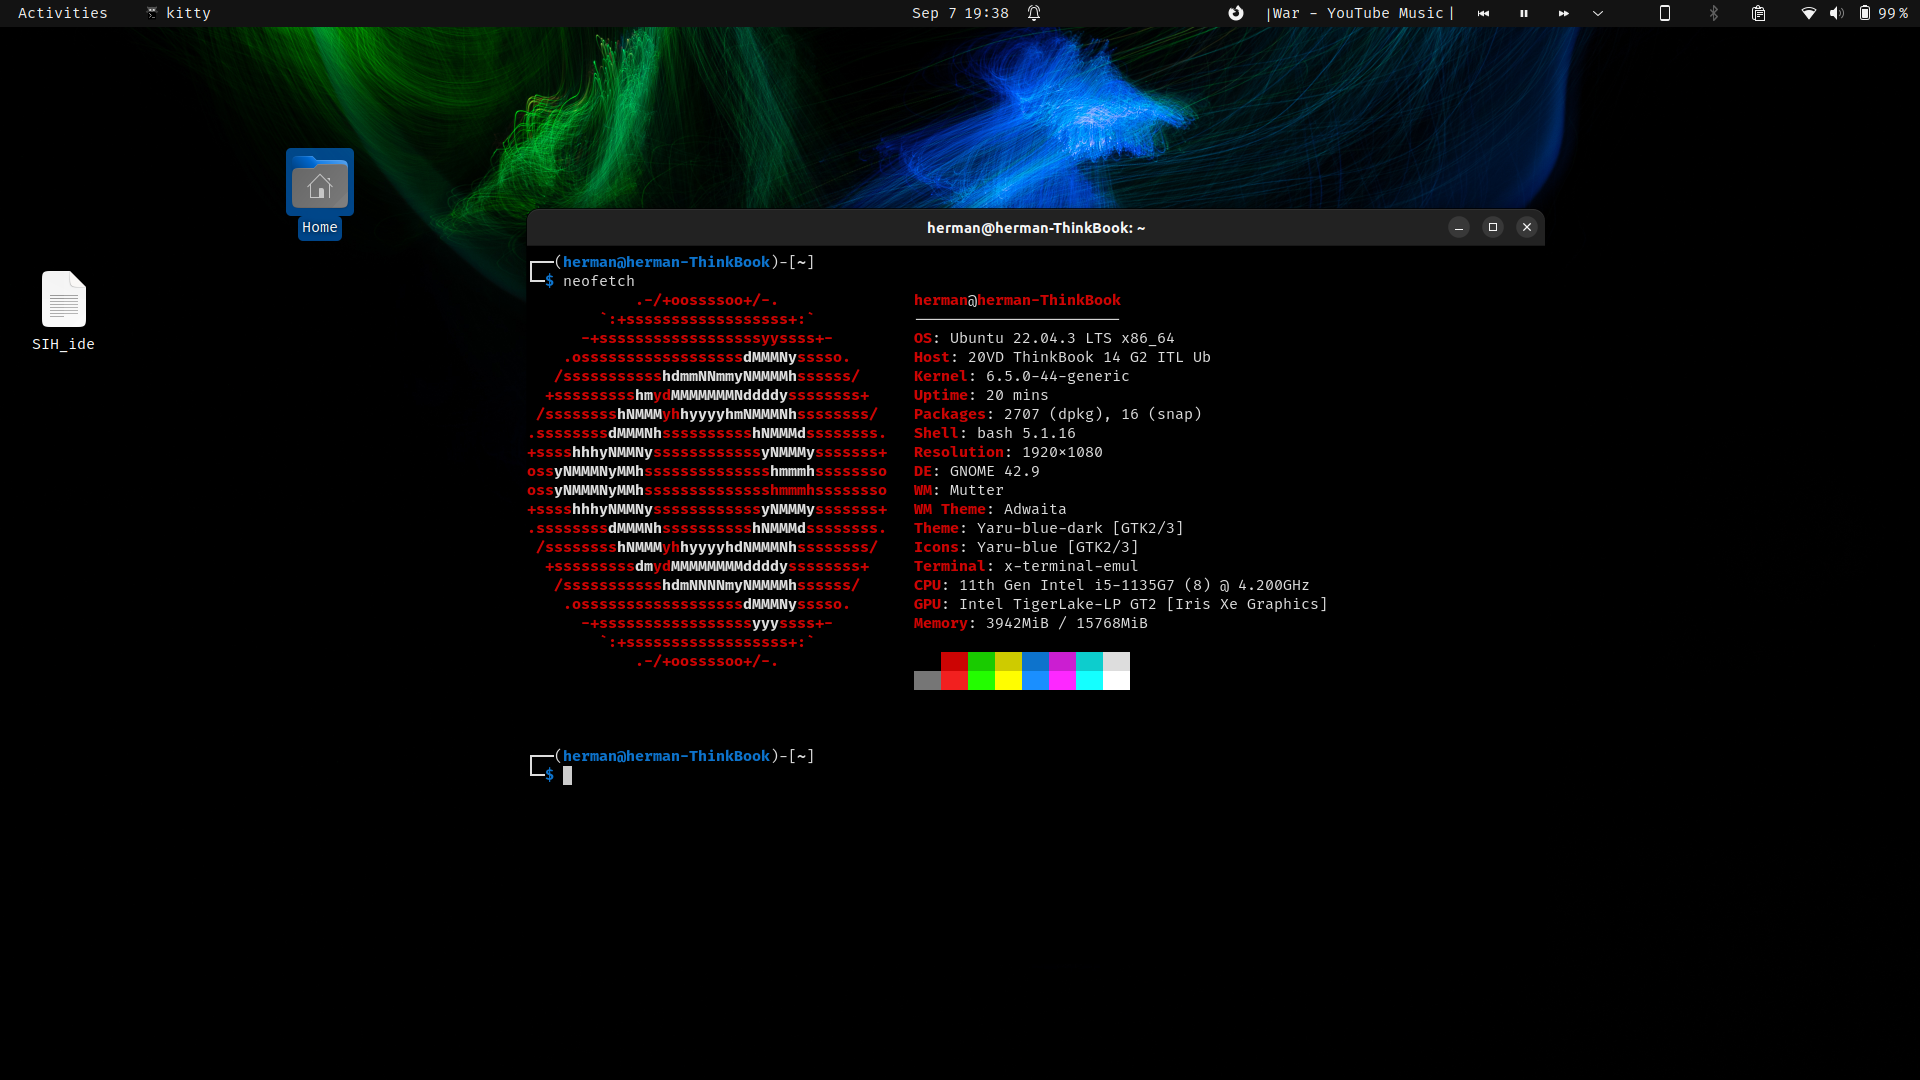 Activities kitty Sep 7 19:38 |War - YouTube Music| 99 %
Home
SIH_ide
herman@herman-ThinkBook: ~
┌──(herman@herman-ThinkBook)-[~]
└─$ neofetch
.-/+oossssoo+/-. herman@herman-ThinkBook
`:+ssssssssssssssssss+:` -----------------------
-+ssssssssssssssssssyyssss+- OS: Ubuntu 22.04.3 LTS x86_64
.ossssssssssssssssssdMMMNysssso. Host: 20VD ThinkBook 14 G2 ITL Ub
/ssssssssssshdmmNNmmyNMMMMhssssss/ Kernel: 6.5.0-44-generic
+ssssssssshmydMMMMMMMNddddyssssssss+ Uptime: 20 mins
/sssssssshNMMMyhhyyyyhmNMMMNhssssssss/ Packages: 2707 (dpkg), 16 (snap)
.ssssssssdMMMNhsssssssssshNMMMdssssssss. Shell: bash 5.1.16
+sssshhhyNMMNyssssssssssssyNMMMysssssss+ Resolution: 1920×1080
ossyNMMMNyMMhsssssssssssssshmmmhssssssso DE: GNOME 42.9
ossyNMMMNyMMhsssssssssssssshmmmhssssssso WM: Mutter
+sssshhhyNMMNyssssssssssssyNMMMysssssss+ WM Theme: Adwaita
.ssssssssdMMMNhsssssssssshNMMMdssssssss. Theme: Yaru-blue-dark [GTK2/3]
/sssssssshNMMMyhhyyyyhdNMMMNhssssssss/ Icons: Yaru-blue [GTK2/3]
+sssssssssdmydMMMMMMMMddddyssssssss+ Terminal: x-terminal-emul
/ssssssssssshdmNNNNmyNMMMMhssssss/ CPU: 11th Gen Intel i5-1135G7 (8) @ 4.200GHz
.ossssssssssssssssssdMMMNysssso. GPU: Intel TigerLake-LP GT2 [Iris Xe Graphics]
-+sssssssssssssssssyyyssss+- Memory: 3942MiB / 15768MiB
`:+ssssssssssssssssss+:`
.-/+oossssoo+/-.
┌──(herman@herman-ThinkBook)-[~]
└─$